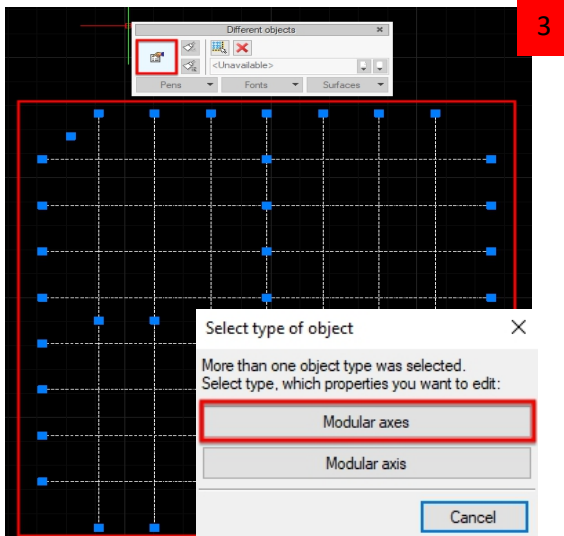 3
Different objects
<Unavailable>
Pens Fonts Surfaces
Select type of object
More than one object type was selected.
Select type, which properties you want to edit:
Modular axes
Modular axis
Cancel